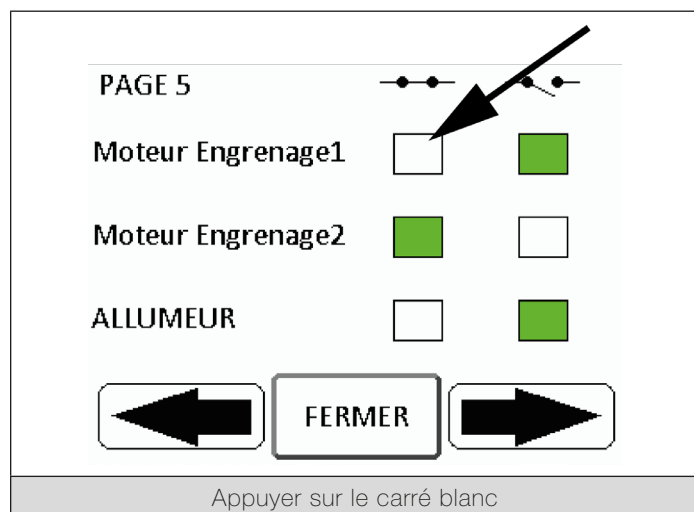 PAGE 5
Moteur Engrenage1
Moteur Engrenage2
ALLUMEUR
FERMER
Appuyer sur le carré blanc